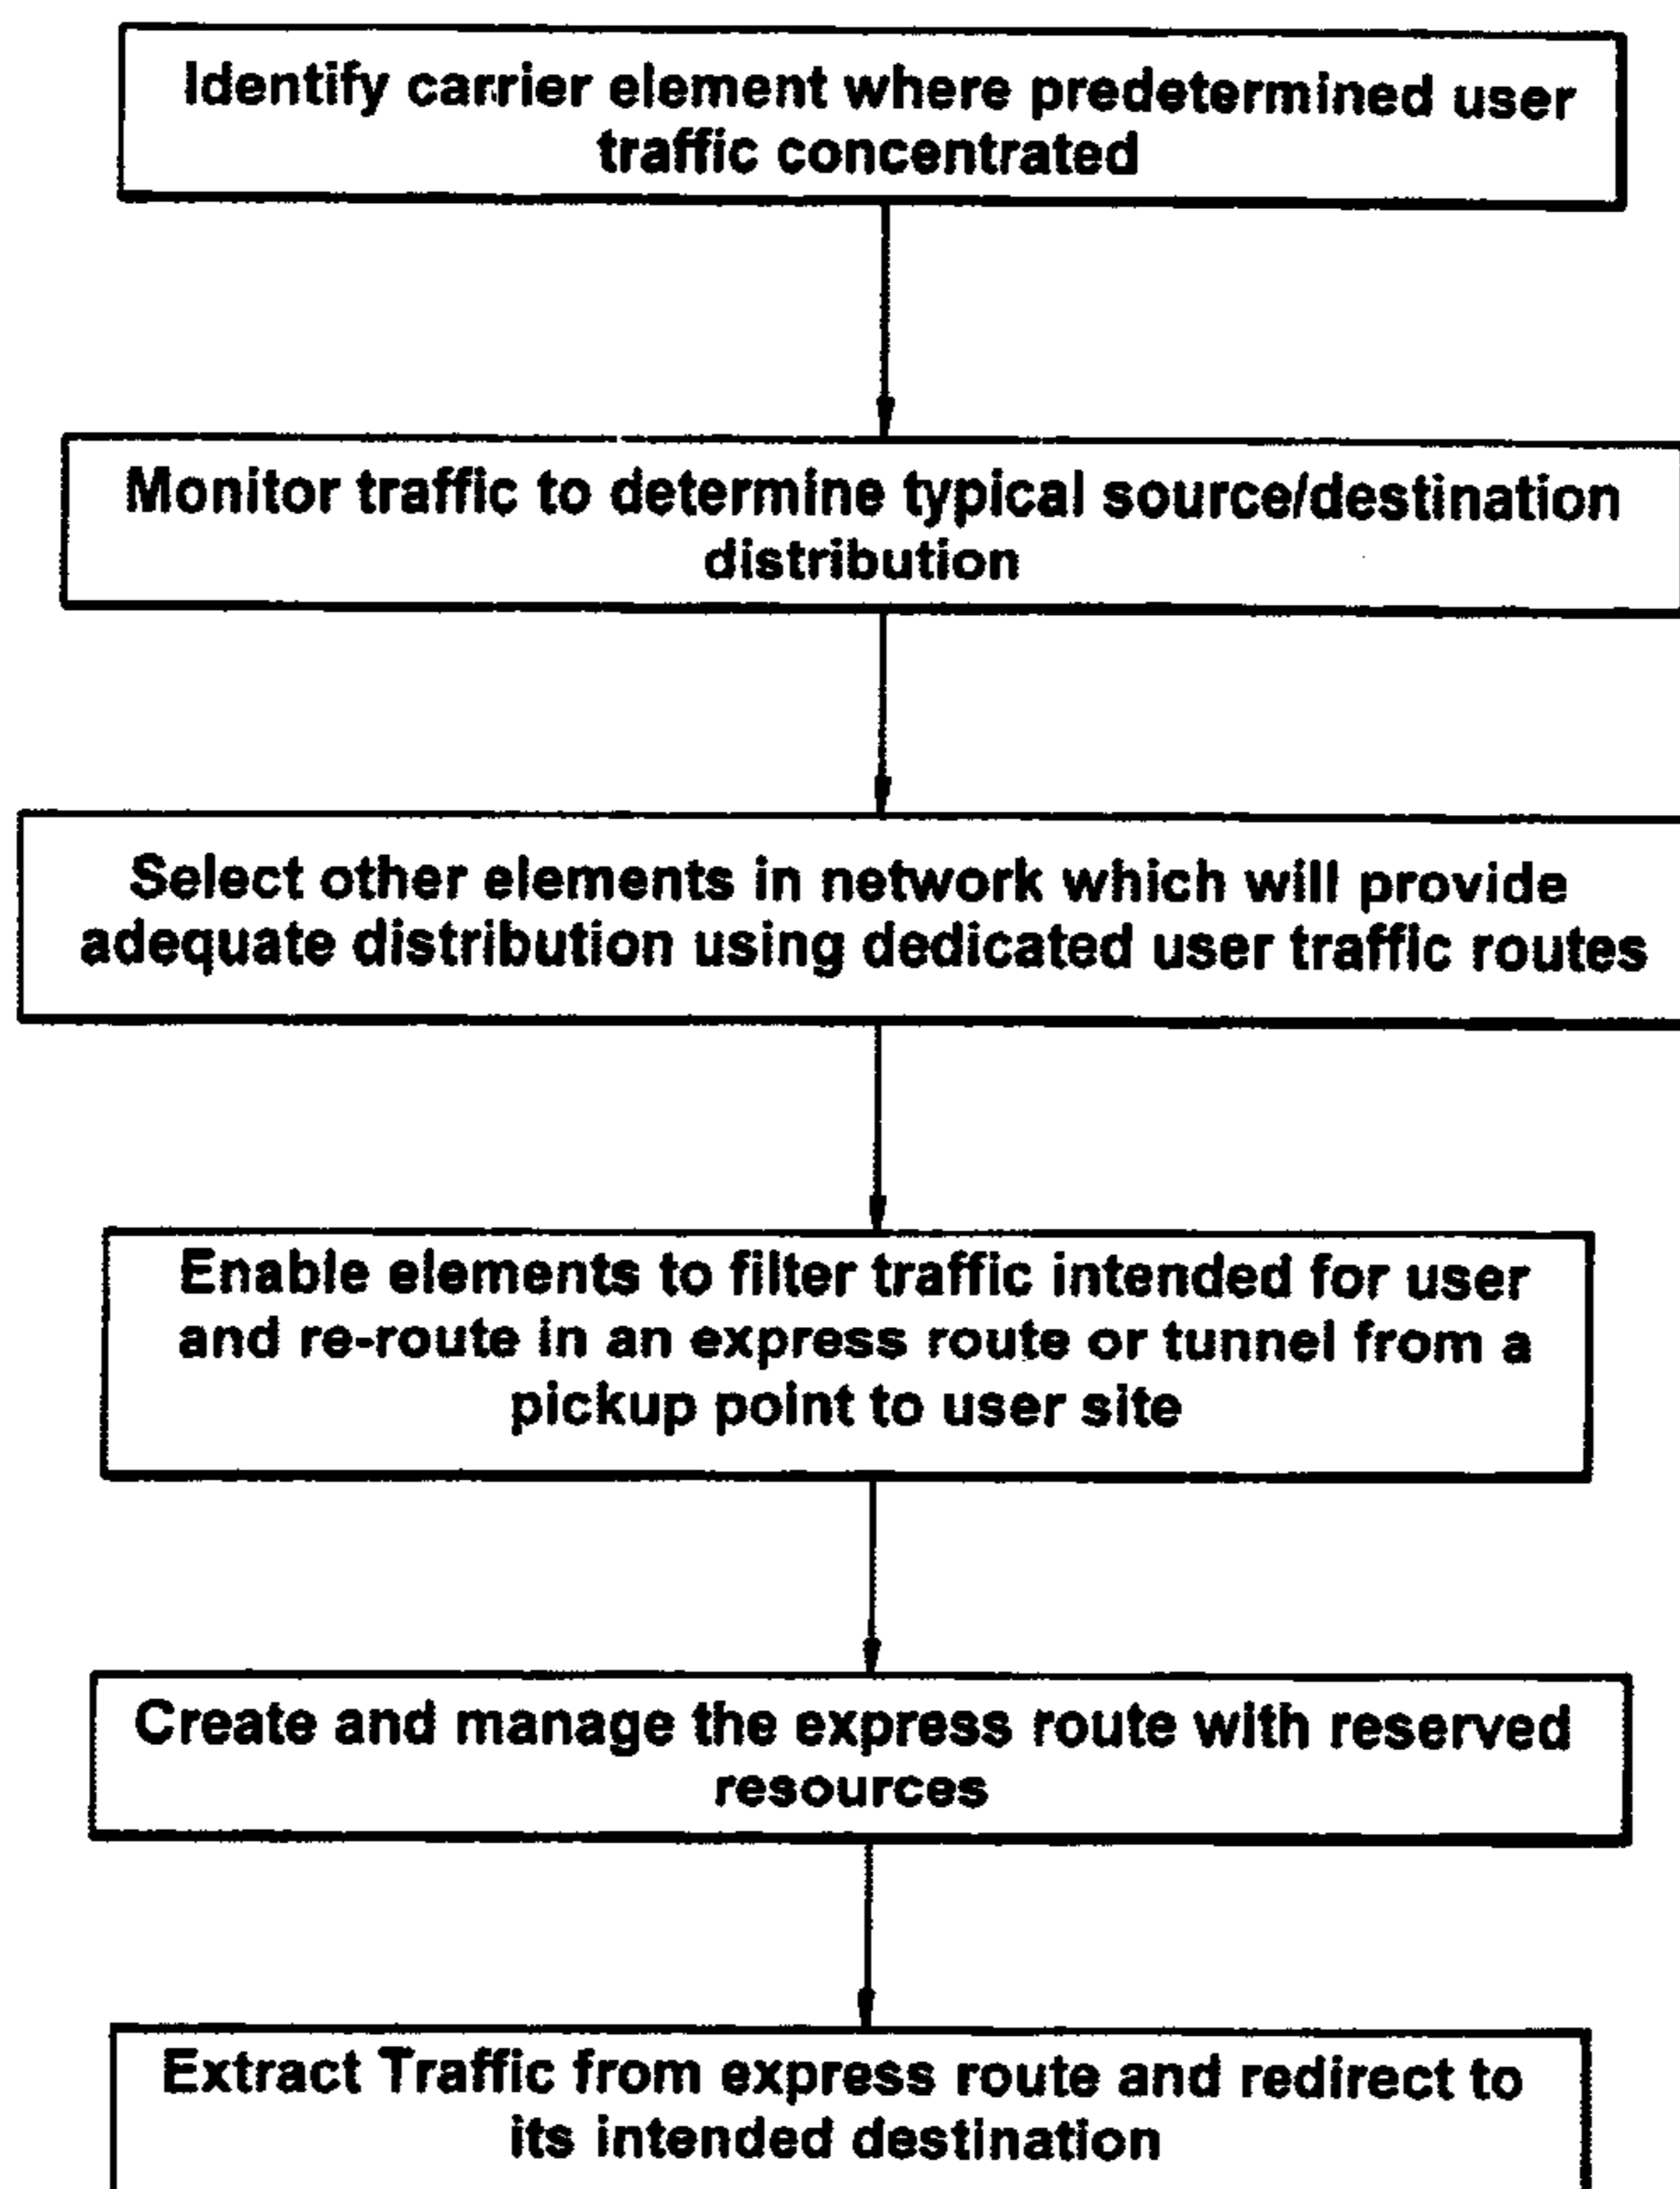 Identify carrier element where predetermined user
traffic concentrated
Monitor traffic to determine typical source/destination
distribution
Select other elements in network which will provide
adequate distribution using dedicated user traffic routes
Enable elements to filter traffic intended for user
and re-route in an express route or tunnel from a
pickup point to user site
Create and manage the express route with reserved
resources
Extract Traffic from express route and redirect to
its intended destination